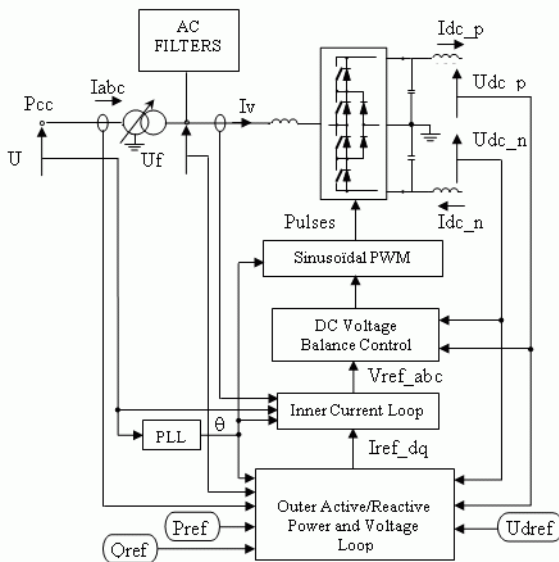 AC
FILTERS
Idc_p
Iabc
Pcc
Iv
Udc_p
U
Uf
Udc_n
Idc_n
Pulses
Sinusoïdal PWM
DC Voltage
Balance Control
Vref_abc
Inner Current Loop
PLL
θ
Iref_dq
Outer Active/Reactive
Power and Voltage
Loop
Pref
Udref
Qref